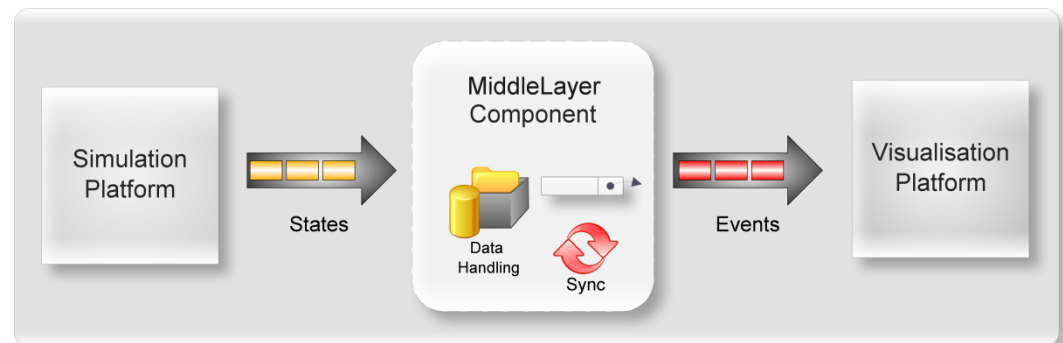 Simulation
Platform
States
MiddleLayer
Component
Data
Handling
Sync
Events
Visualisation
Platform